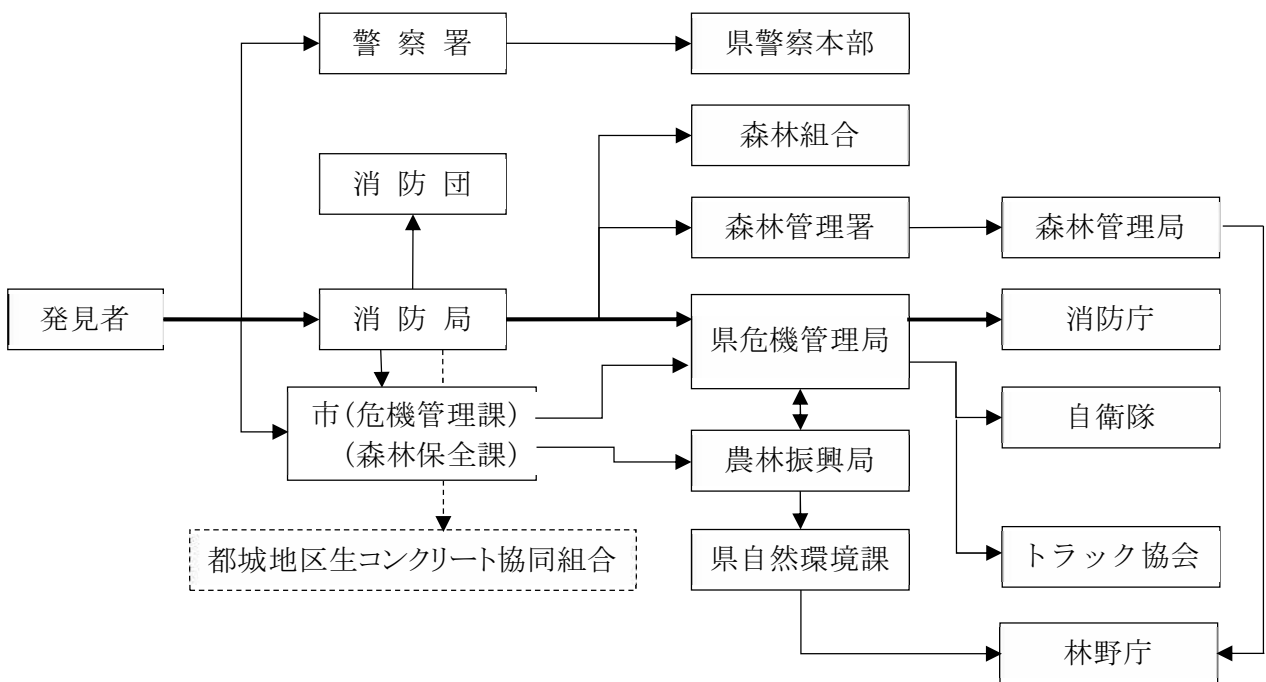 警 察 署
県警察本部
森林組合
消 防 団
森林管理署
森林管理局
発見者
消 防 局
県危機管理局
消防庁
市(危機管理課)
(森林保全課)
自衛隊
農林振興局
都城地区生コンクリート協同組合
県自然環境課
トラック協会
林野庁